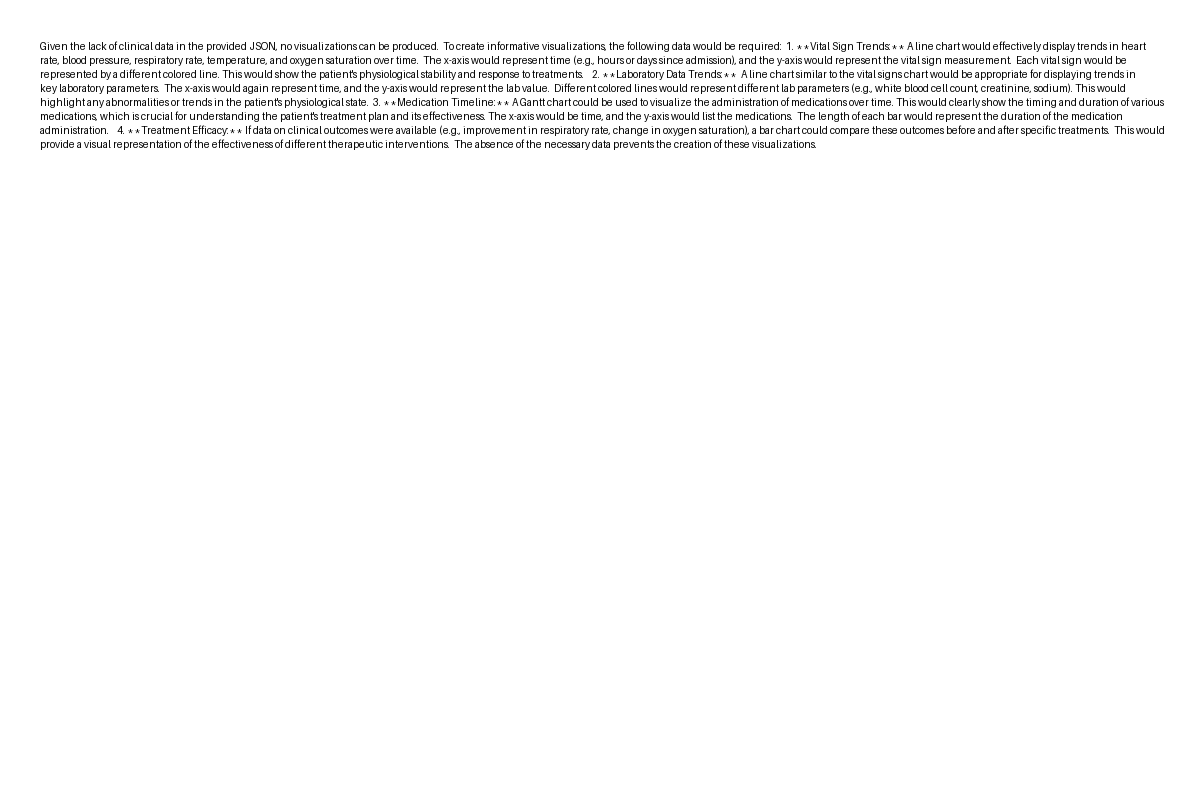 Given the lack of clinical data in the provided JSON, no visualizations can be produced.  To create informative visualizations, the following data would be required:  1. **Vital Sign Trends:** A line chart would effectively display trends in heart
rate, blood pressure, respiratory rate, temperature, and oxygen saturation over time.  The x-axis would represent time (e.g., hours or days since admission), and the y-axis would represent the vital sign measurement.  Each vital sign would be
represented by a different colored line. This would show the patient's physiological stability and response to treatments.   2. **Laboratory Data Trends:**  A line chart similar to the vital signs chart would be appropriate for displaying trends in
key laboratory parameters.  The x-axis would again represent time, and the y-axis would represent the lab value.  Different colored lines would represent different lab parameters (e.g., white blood cell count, creatinine, sodium). This would
highlight any abnormalities or trends in the patient's physiological state.  3. **Medication Timeline:** A Gantt chart could be used to visualize the administration of medications over time. This would clearly show the timing and duration of various
medications, which is crucial for understanding the patient's treatment plan and its effectiveness. The x-axis would be time, and the y-axis would list the medications.  The length of each bar would represent the duration of the medication
administration.   4. **Treatment Efficacy:** If data on clinical outcomes were available (e.g., improvement in respiratory rate, change in oxygen saturation), a bar chart could compare these outcomes before and after specific treatments.  This would
provide a visual representation of the effectiveness of different therapeutic interventions.  The absence of the necessary data prevents the creation of these visualizations.